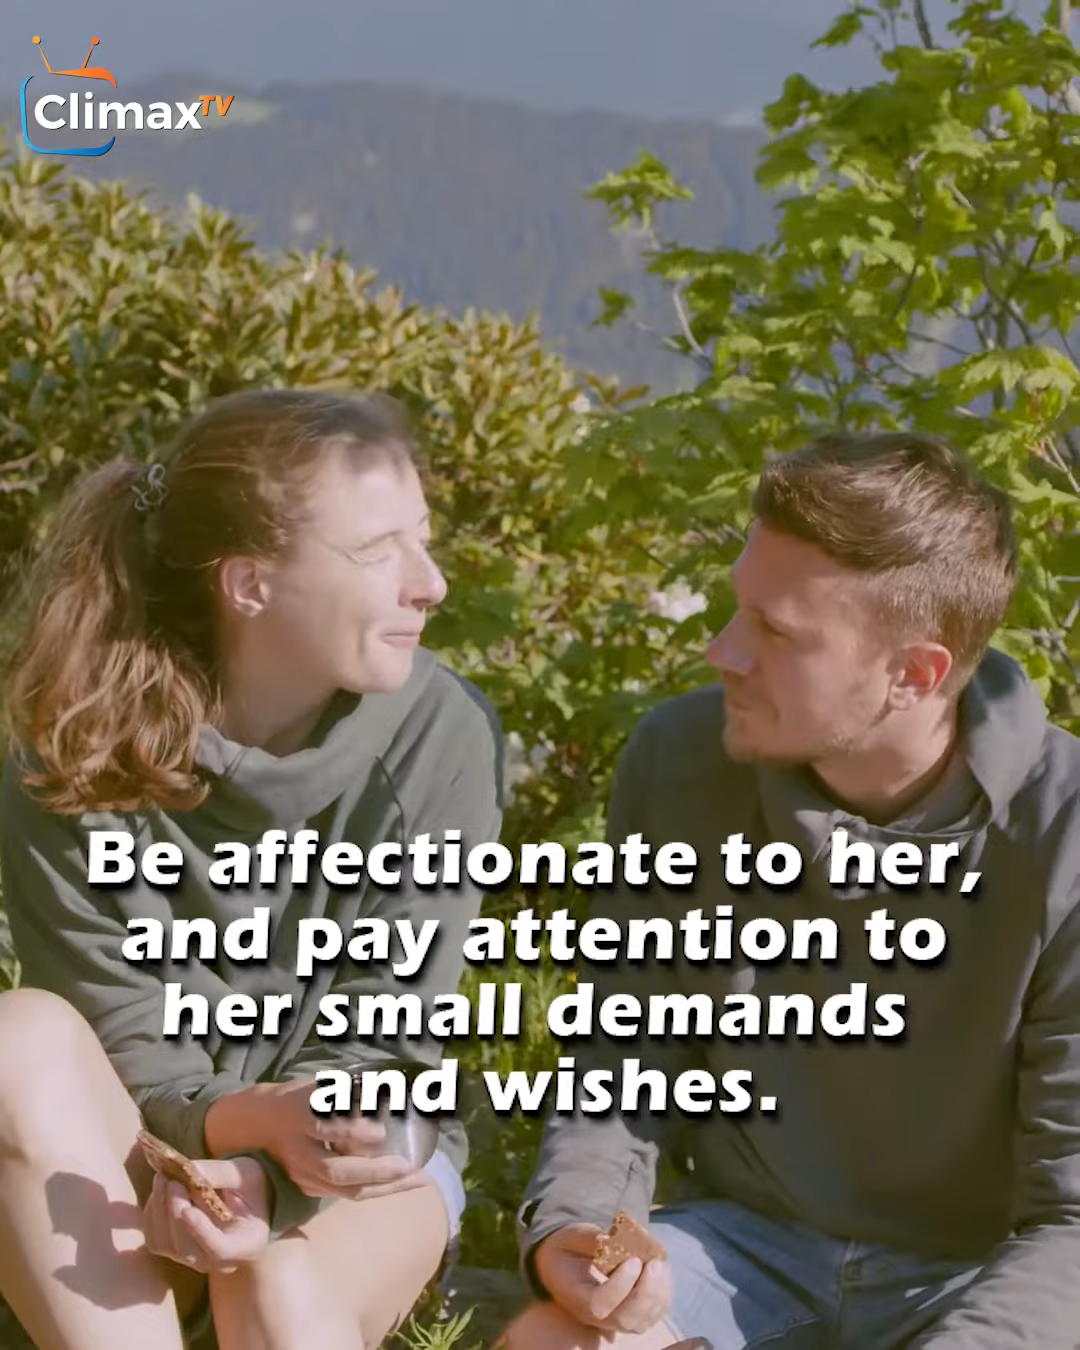 ClimaxTV
Be affectionate to her,
and pay attention to
her small demands
and wishes.